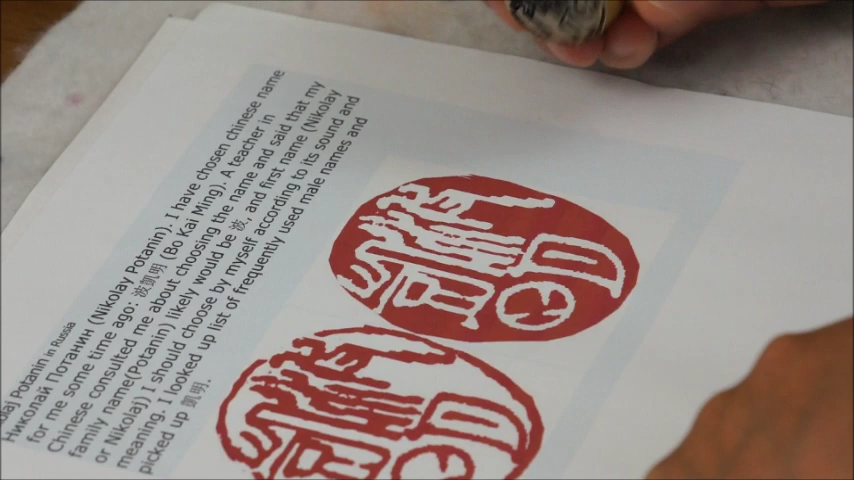 olaj Potanin in Russia
Николай Потанин (Nikolay Potanin). I have chosen chinese name
for me some time ago: 波凱明 (Bo Kai Ming). A teacher in
Chinese consulted me about choosing the name and said that my
family name(Potanin) likely would be 波, and first name (Nikolay
or Nikolaj) I should choose by myself according to its sound and
meaning. I looked up list of frequently used male names and
picked up 凱明.